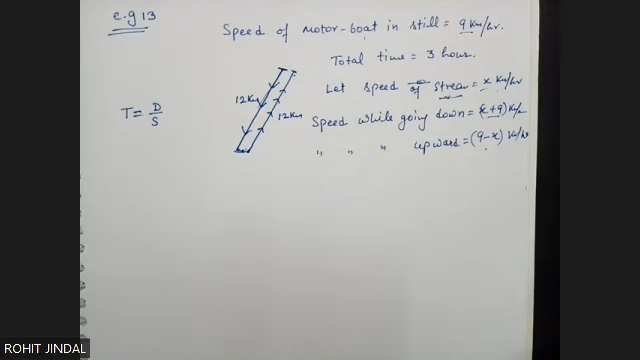 e.g 13
Speed of motor-boat in still = 9 Km/hr.
Total time = 3 hour.
Let speed of stream = x Km/hr
12Km
12Km
T = D/S
Speed while going down = (x+9) Km/hr
" " " upward = (9-x) Km/hr
ROHIT JINDAL